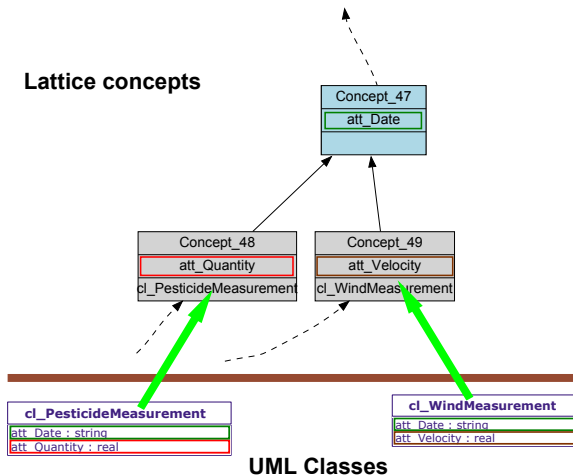 Lattice concepts
Concept_47
att_Date
Concept_48
att_Quantity
cl_PesticideMeasurement
Concept_49
att_Velocity
cl_WindMeasurement
cl_PesticideMeasurement
att_Date : string
att_Quantity : real
cl_WindMeasurement
att_Date : string
att_Velocity : real
UML Classes